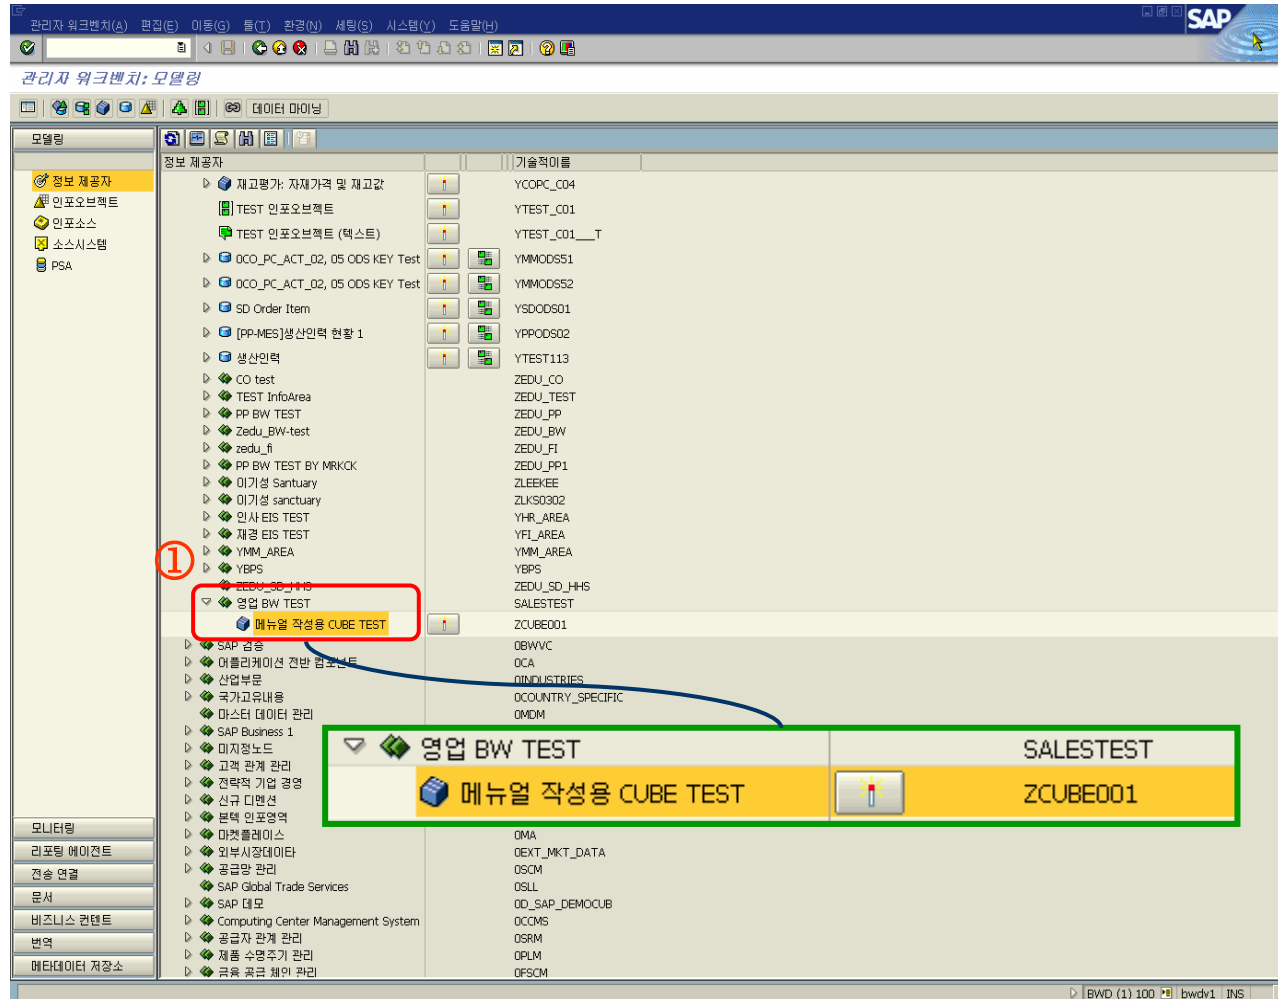 관리자 워크벤치(A) 편집(E) 이동(G) 툴(T) 환경(N) 세팅(S) 시스템(Y) 도움말(H)
SAP
관리자 워크벤치: 모델링
데이터 마이닝
모델링
정보 제공자
인포오브젝트
인포소스
소스시스템
PSA
모니터링
리포팅 에이전트
전송 연결
문서
비즈니스 컨텐트
번역
메타데이터 저장소
정보 제공자 기술적이름
재고평가: 자재가격 및 재고값 YCOPC_C04
TEST 인포오브젝트 YTEST_C01
TEST 인포오브젝트 (텍스트) YTEST_C01___T
0CO_PC_ACT_02, 05 ODS KEY Test YMMODS51
0CO_PC_ACT_02, 05 ODS KEY Test YMMODS52
SD Order Item YSDODS01
[PP-MES]생산인력 현황 1 YPPODS02
생산인력 YTEST113
CO test ZEDU_CO
TEST InfoArea ZEDU_TEST
PP BW TEST ZEDU_PP
Zedu_BW-test ZEDU_BW
zedu_fi ZEDU_FI
PP BW TEST BY MRKCK ZEDU_PP1
이기성 Santuary ZLEEKEE
이기성 sanctuary ZLKS0302
인사 EIS TEST YHR_AREA
재경 EIS TEST YFI_AREA
YMM_AREA YMM_AREA
①
YBPS YBPS
ZEDU_SD_HHS ZEDU_SD_HHS
영업 BW TEST SALESTEST
메뉴얼 작성용 CUBE TEST ZCUBE001
SAP 검증 0BWVC
어플리케이션 전반 컴포넌트 0CA
산업부문 0INDUSTRIES
국가고유내용 0COUNTRY_SPECIFIC
마스터 데이터 관리 0MDM
SAP Business 1
미지정노드
고객 관계 관리
전략적 기업 경영
신규 디멘션
본텍 인포영역
영업 BW TEST SALESTEST
메뉴얼 작성용 CUBE TEST ZCUBE001
마켓플레이스 0MA
외부시장데이타 0EXT_MKT_DATA
공급망 관리 0SCM
SAP Global Trade Services 0SLL
SAP 데모 0D_SAP_DEMOCUB
Computing Center Management System 0CCMS
공급자 관계 관리 0SRM
제품 수명주기 관리 0PLM
금융 공급 체인 관리 0FSCM
BWD (1) 100 bwdv1 INS